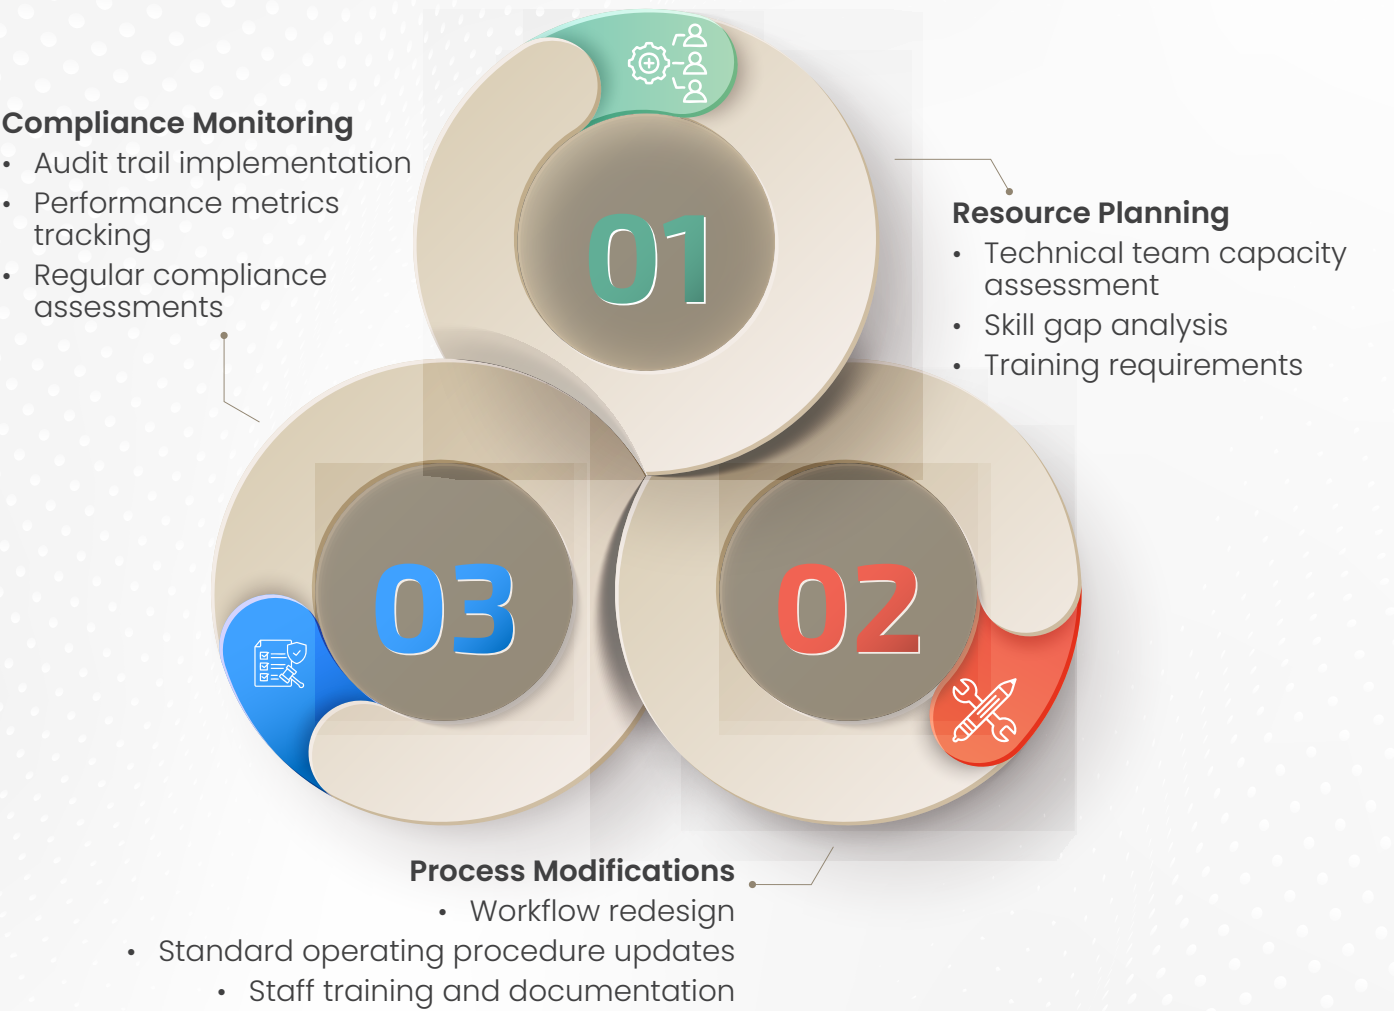 01
Resource Planning
• Technical team capacity
assessment
• Skill gap analysis
• Training requirements
02
Process Modifications
• Workflow redesign
• Standard operating procedure updates
• Staff training and documentation
03
Compliance Monitoring
• Audit trail implementation
• Performance metrics
tracking
• Regular compliance
assessments